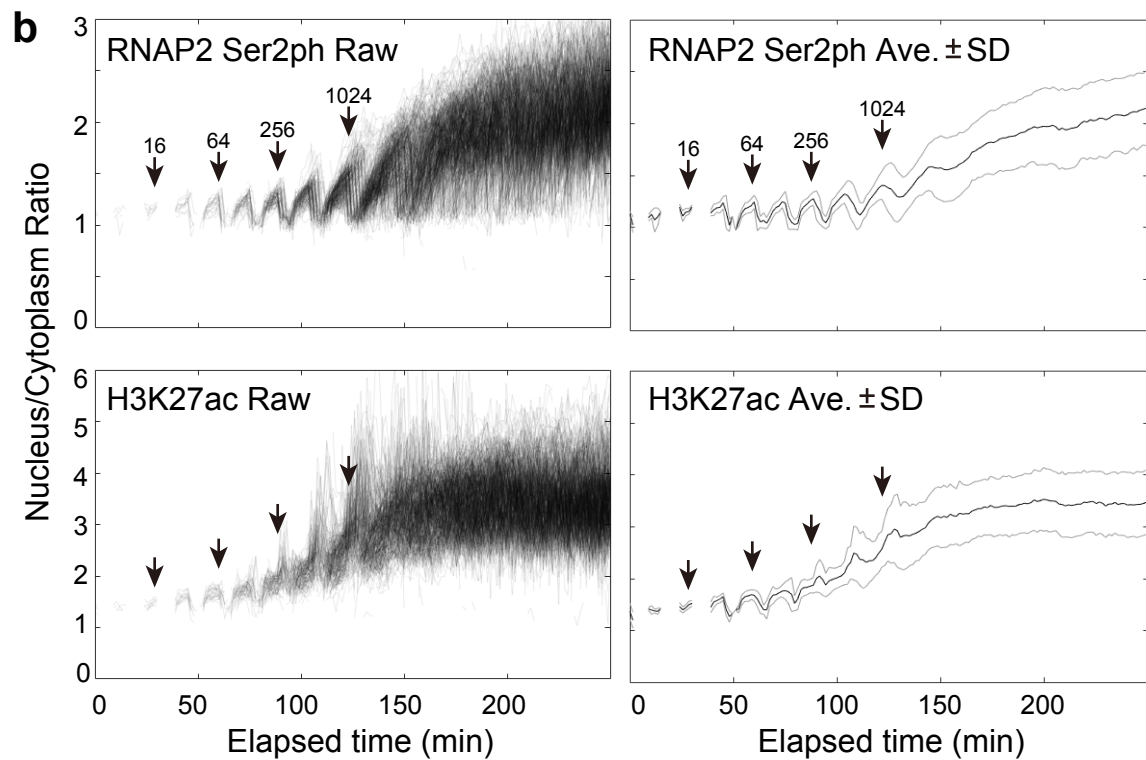 b
RNAP2 Ser2ph Raw
RNAP2 Ser2ph Ave. ± SD
16
64
256
1024
16
64
256
1024
3
2
1
0
Nucleus/Cytoplasm Ratio
H3K27ac Raw
H3K27ac Ave. ± SD
6
5
4
3
2
1
0
0 50 100 150 200
0 50 100 150 200
Elapsed time (min)
Elapsed time (min)